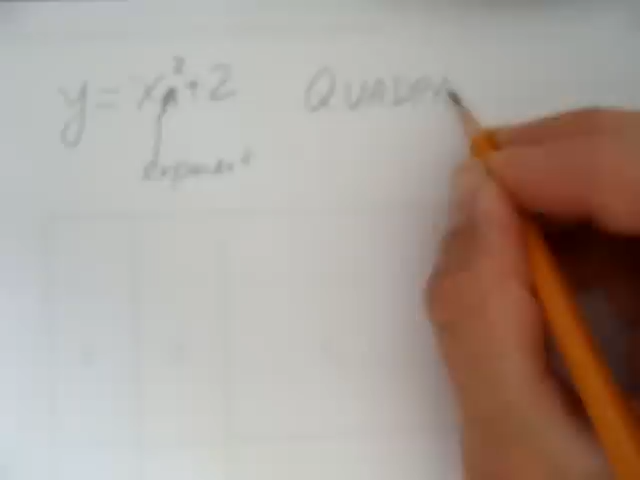 y = x²+2 QUADRA
exponent